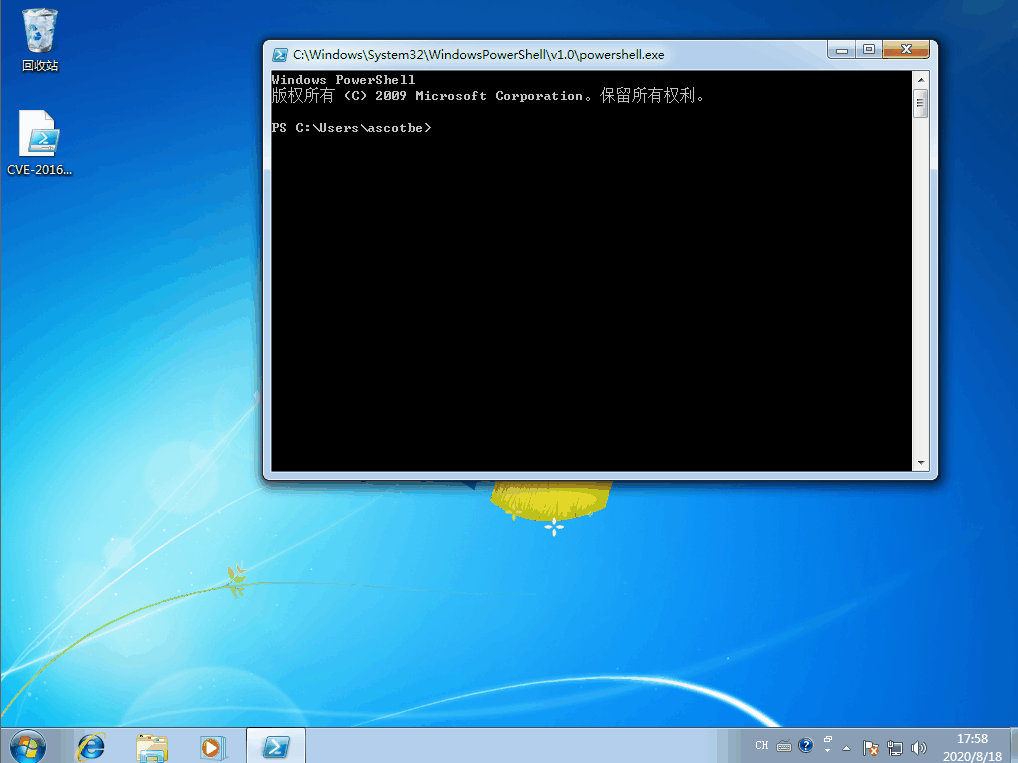 回收站
CVE-2016...
C:\Windows\System32\WindowsPowerShell\v1.0\powershell.exe
Windows PowerShell
版权所有 (C) 2009 Microsoft Corporation。保留所有权利。
PS C:\Users\ascotbe>
CH
17:58
2020/8/18